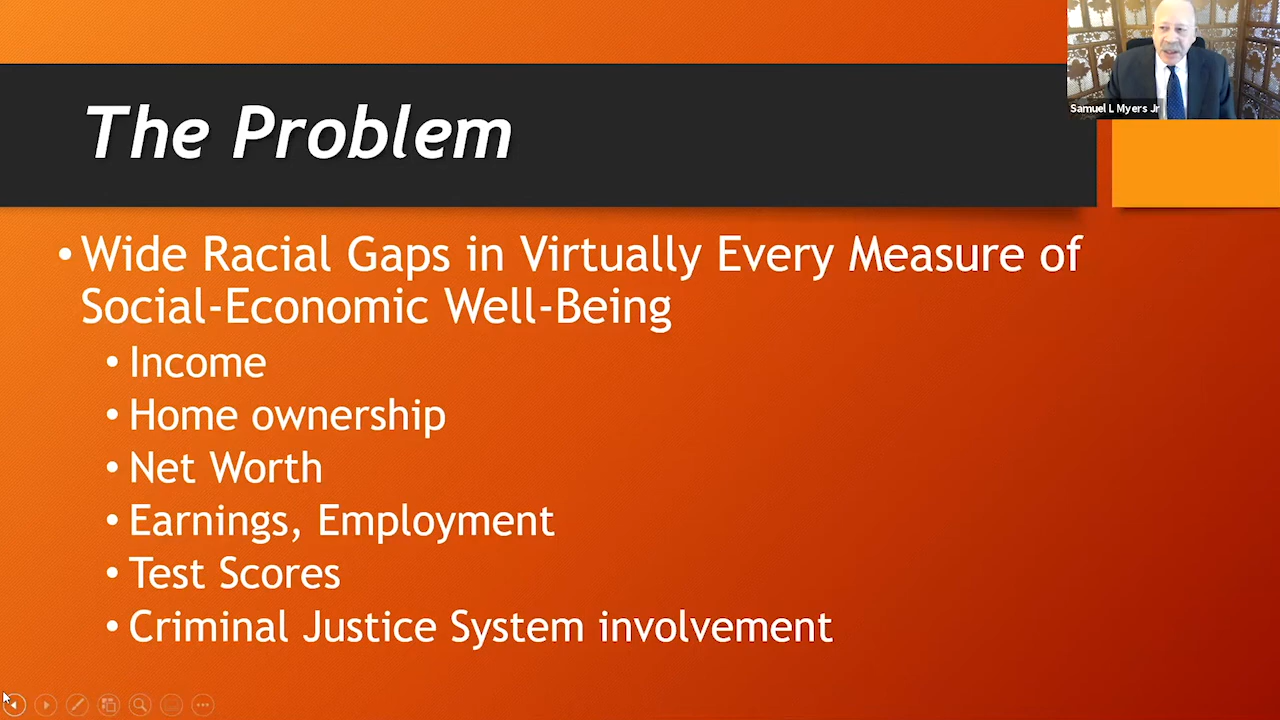 Samuel L Myers Jr
The Problem
• Wide Racial Gaps in Virtually Every Measure of
Social-Economic Well-Being
• Income
• Home ownership
• Net Worth
• Earnings, Employment
• Test Scores
• Criminal Justice System involvement